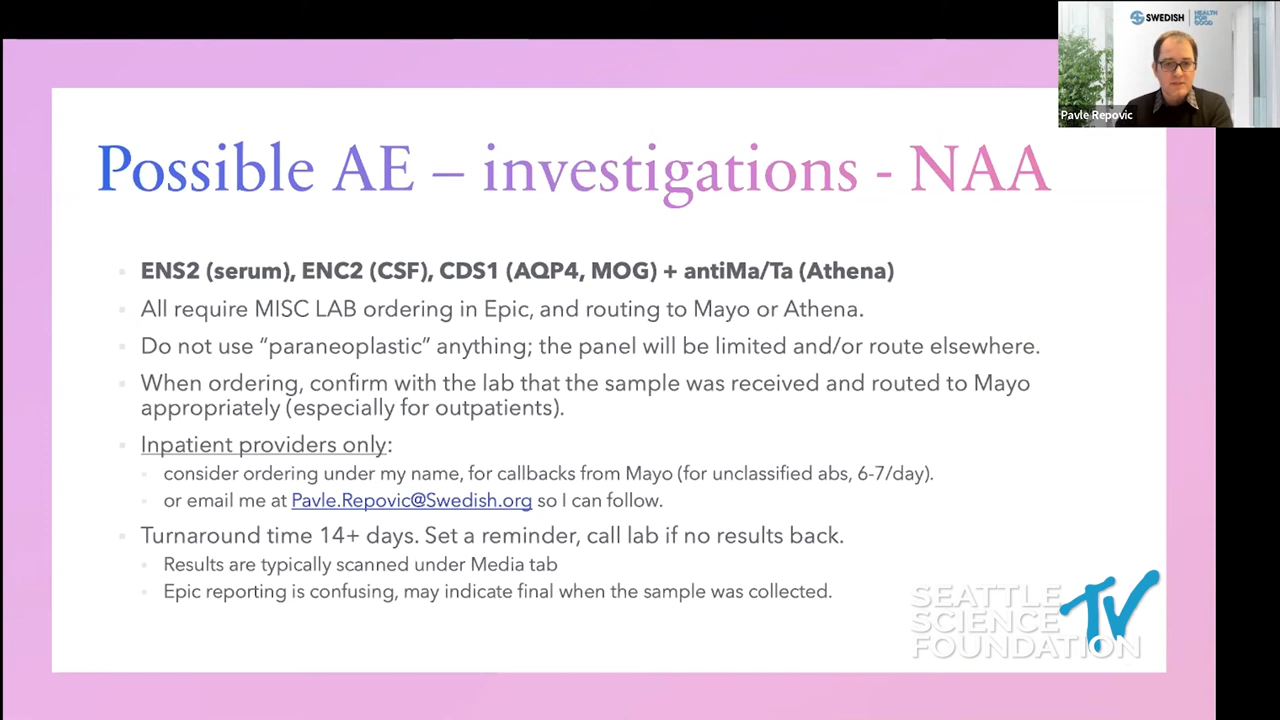 SWEDISH
HEALTH
FOR
GOOD
Pavle Repovic
Possible AE – investigations - NAA
ENS2 (serum), ENC2 (CSF), CDS1 (AQP4, MOG) + antiMa/Ta (Athena)
All require MISC LAB ordering in Epic, and routing to Mayo or Athena.
Do not use “paraneoplastic” anything; the panel will be limited and/or route elsewhere.
When ordering, confirm with the lab that the sample was received and routed to Mayo
appropriately (especially for outpatients).
Inpatient providers only:
consider ordering under my name, for callbacks from Mayo (for unclassified abs, 6-7/day).
or email me at Pavle.Repovic@Swedish.org so I can follow.
Turnaround time 14+ days. Set a reminder, call lab if no results back.
Results are typically scanned under Media tab
Epic reporting is confusing, may indicate final when the sample was collected.
SEATTLE
SCIENCE
FOUNDATION
TV